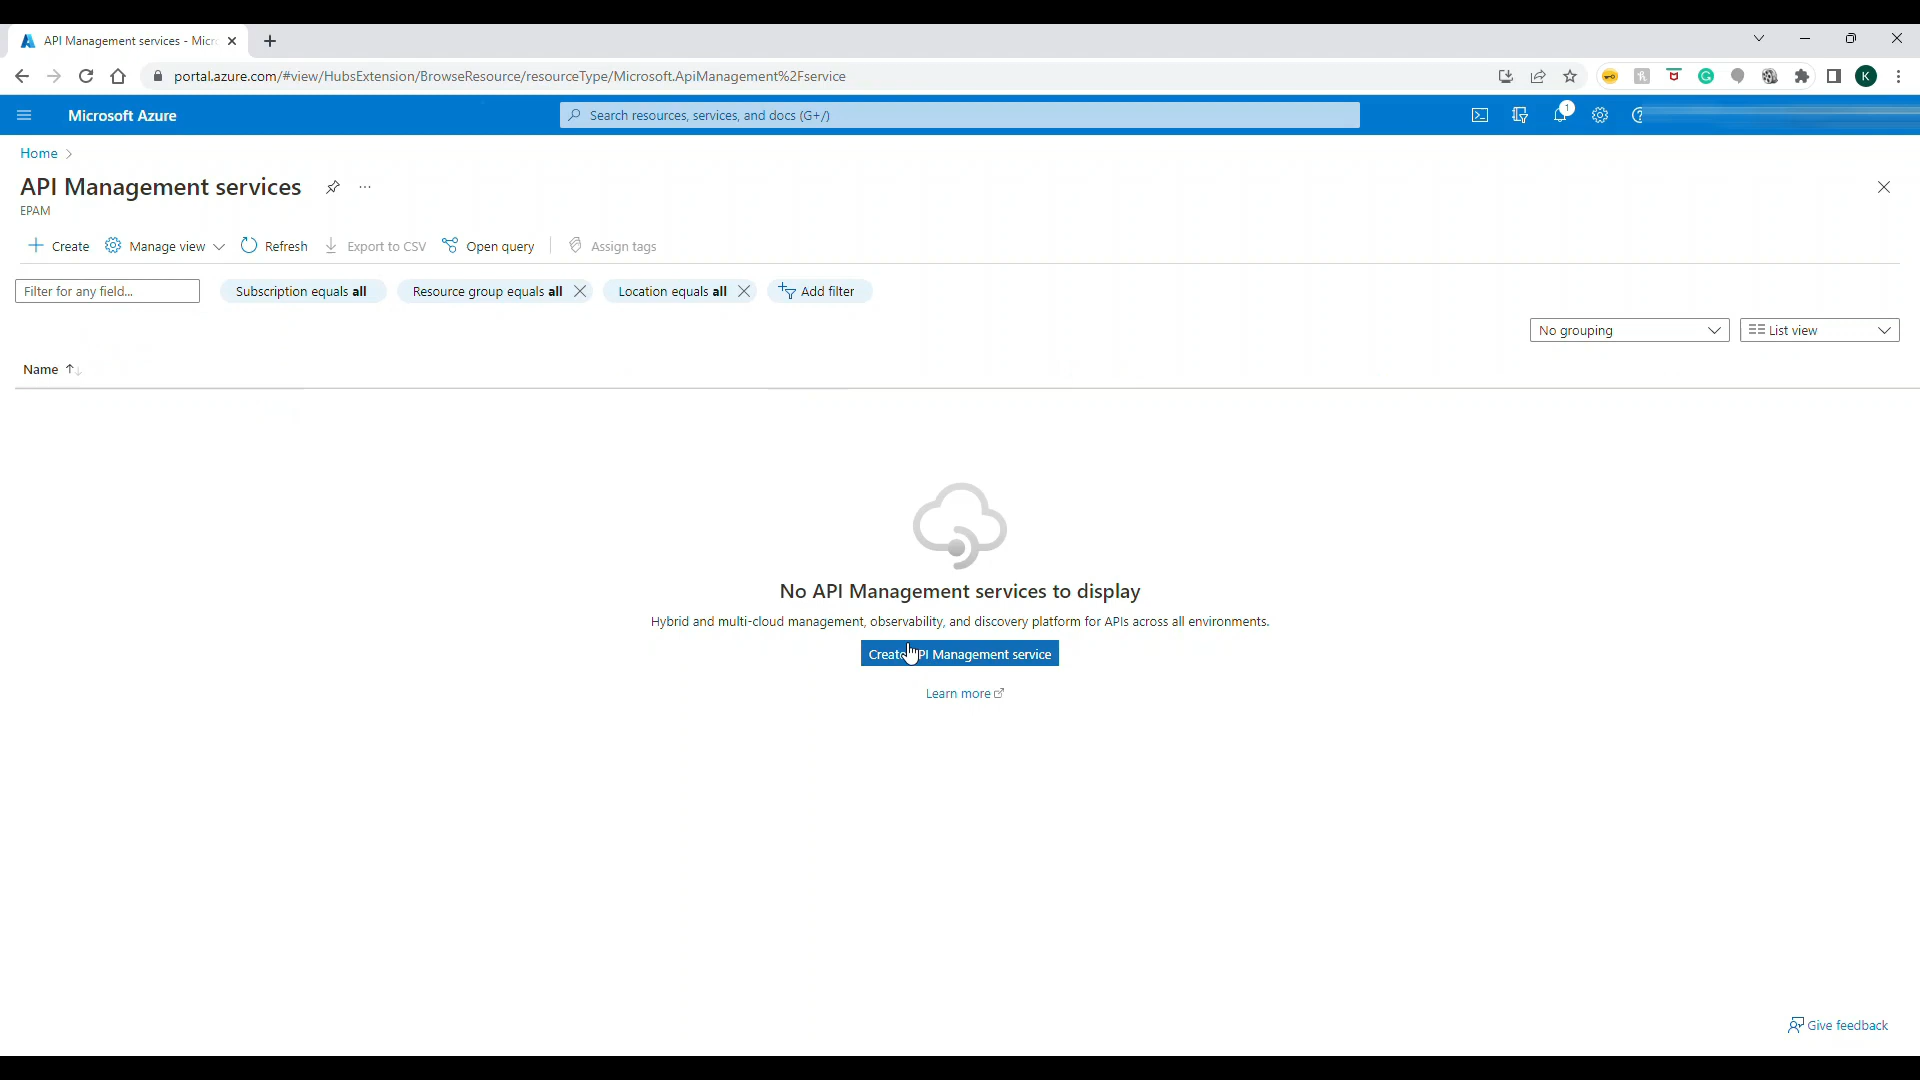 API Management services - Micr
portal.azure.com/#view/HubsExtension/BrowseResource/resourceType/Microsoft.ApiManagement%2Fservice
K
Microsoft Azure
Search resources, services, and docs (G+/)
1
Home
API Management services
EPAM
Create
Manage view
Refresh
Export to CSV
Open query
Assign tags
Filter for any field...
Subscription equals all
Resource group equals all
Location equals all
Add filter
No grouping
List view
Name
No API Management services to display
Hybrid and multi-cloud management, observability, and discovery platform for APIs across all environments.
Create API Management service
Learn more
Give feedback